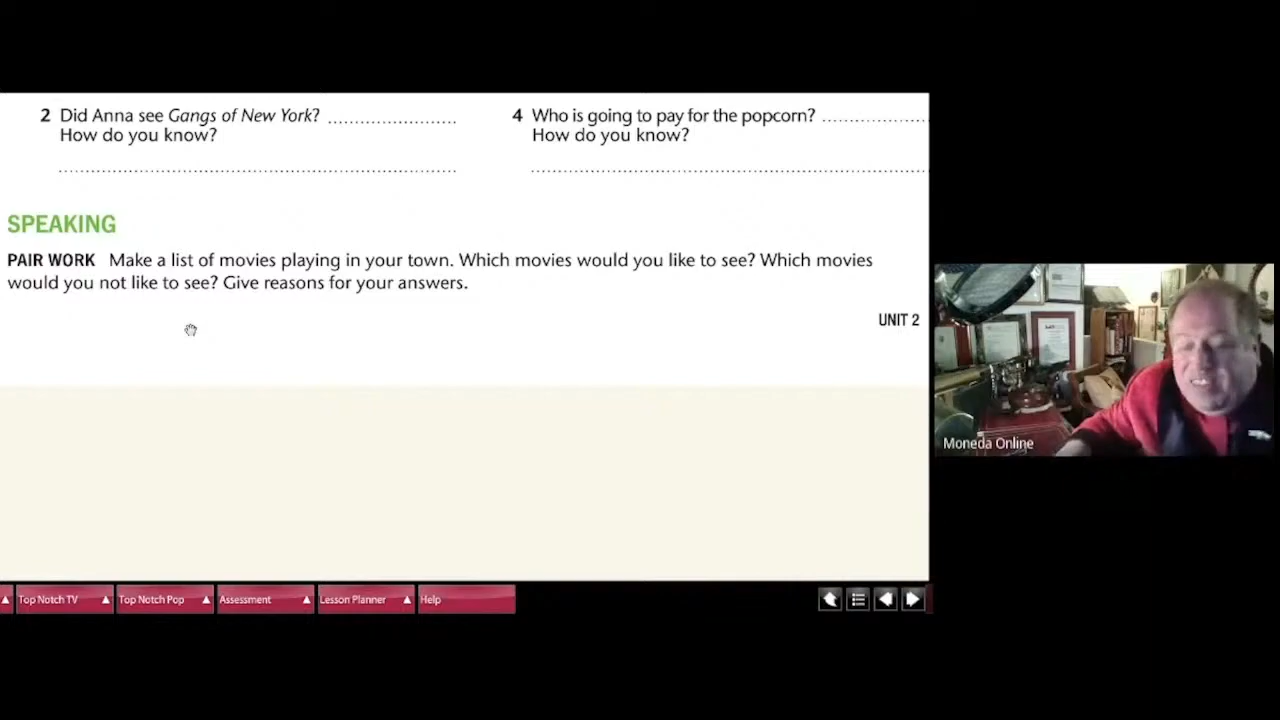 2 Did Anna see Gangs of New York? ........................
How do you know?
4 Who is going to pay for the popcorn? ....................
How do you know?
SPEAKING
PAIR WORK Make a list of movies playing in your town. Which movies would you like to see? Which movies
would you not like to see? Give reasons for your answers.
UNIT 2
Moneda Online
Top Notch TV
Top Notch Pop
Assessment
Lesson Planner
Help